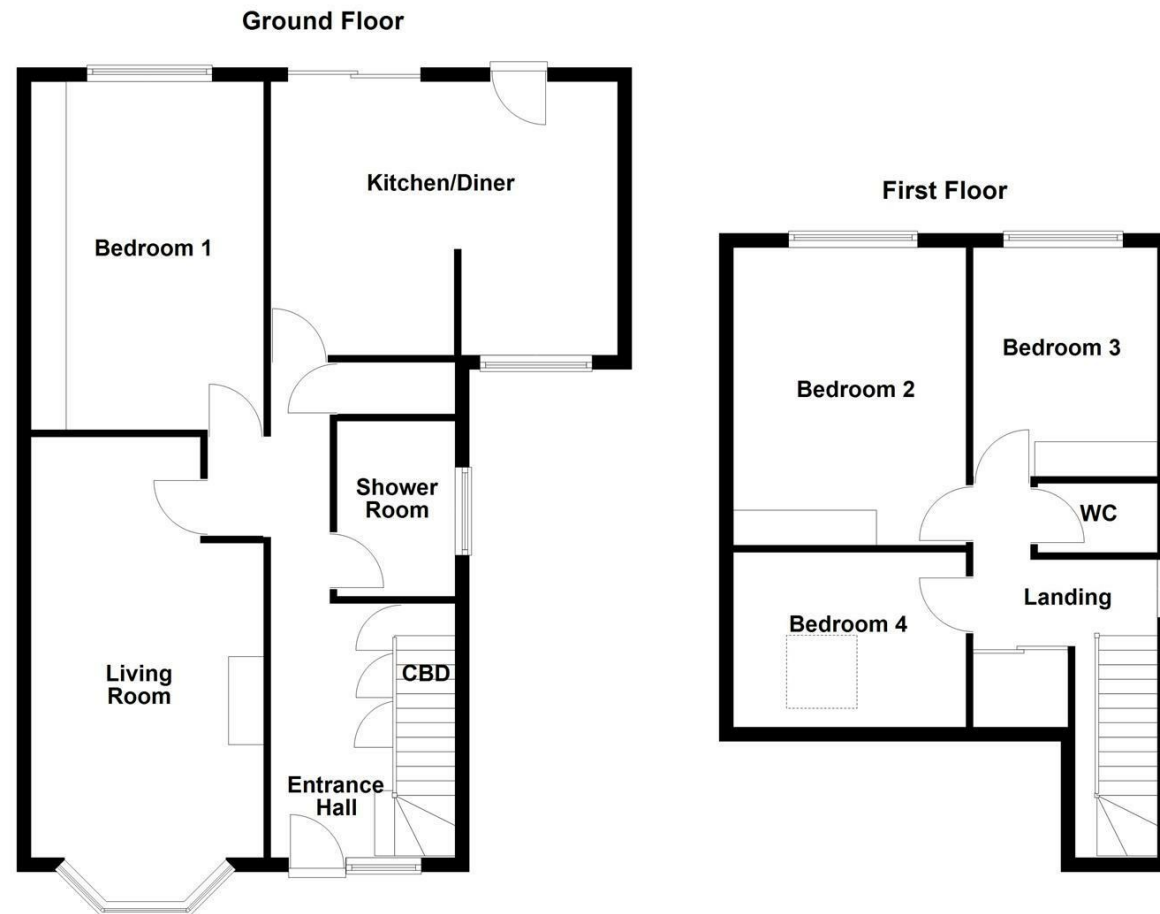 Ground Floor
Kitchen/Diner
Bedroom 1
Shower
Room
Living
Room
CBD
Entrance
Hall
First Floor
Bedroom 3
Bedroom 2
WC
Landing
Bedroom 4